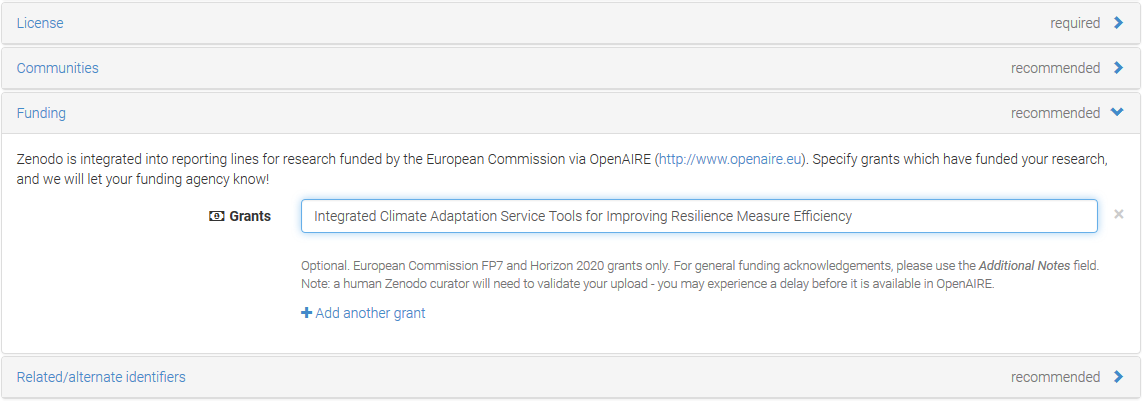 License required
Communities recommended
Funding recommended
Zenodo is integrated into reporting lines for research funded by the European Commission via OpenAIRE (http://www.openaire.eu). Specify grants which have funded your research,
and we will let your funding agency know!
Grants Integrated Climate Adaptation Service Tools for Improving Resilience Measure Efficiency
Optional. European Commission FP7 and Horizon 2020 grants only. For general funding acknowledgements, please use the Additional Notes field.
Note: a human Zenodo curator will need to validate your upload - you may experience a delay before it is available in OpenAIRE.
Add another grant
Related/alternate identifiers recommended